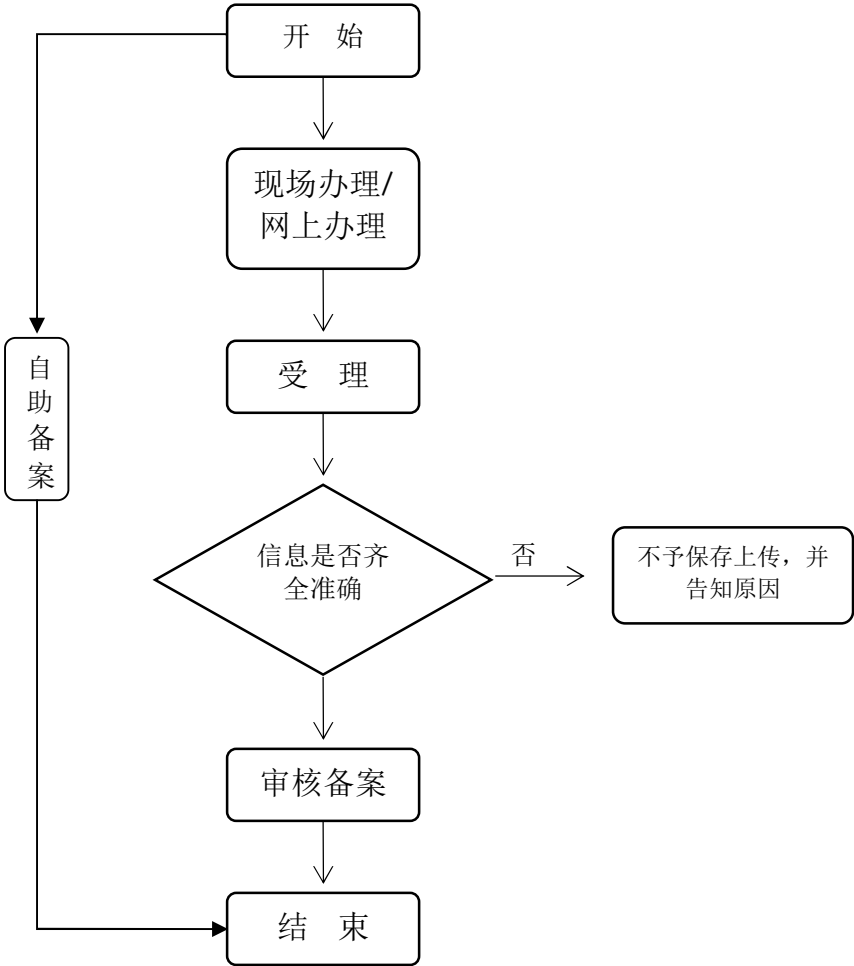 开 始
现场办理/
网上办理
受 理
自
助
备
案
信息是否齐
全准确
否
不予保存上传，并
告知原因
审核备案
结 束